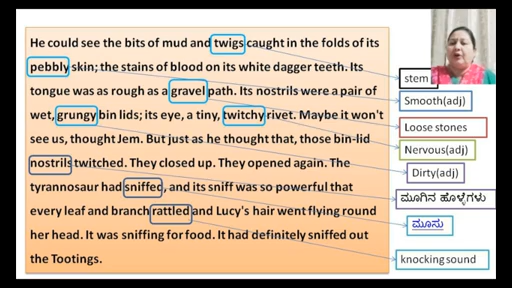 He could see the bits of mud and twigs caught in the folds of its
pebbly skin; the stains of blood on its white dagger teeth. Its
tongue was as rough as a gravel path. Its nostrils were a pair of
wet, grungy bin lids; its eye, a tiny, twitchy rivet. Maybe it won't
see us, thought Jem. But just as he thought that, those bin-lid
nostrils twitched. They closed up. They opened again. The
tyrannosaur had sniffed, and its sniff was so powerful that
every leaf and branch rattled and Lucy's hair went flying round
her head. It was sniffing for food. It had definitely sniffed out
the Tootings.
stem
Smooth(adj)
Loose stones
Nervous(adj)
Dirty(adj)
ಮೂಗಿನ ಹೊಳ್ಳೆಗಳು
ಮೂಸು
knocking sound